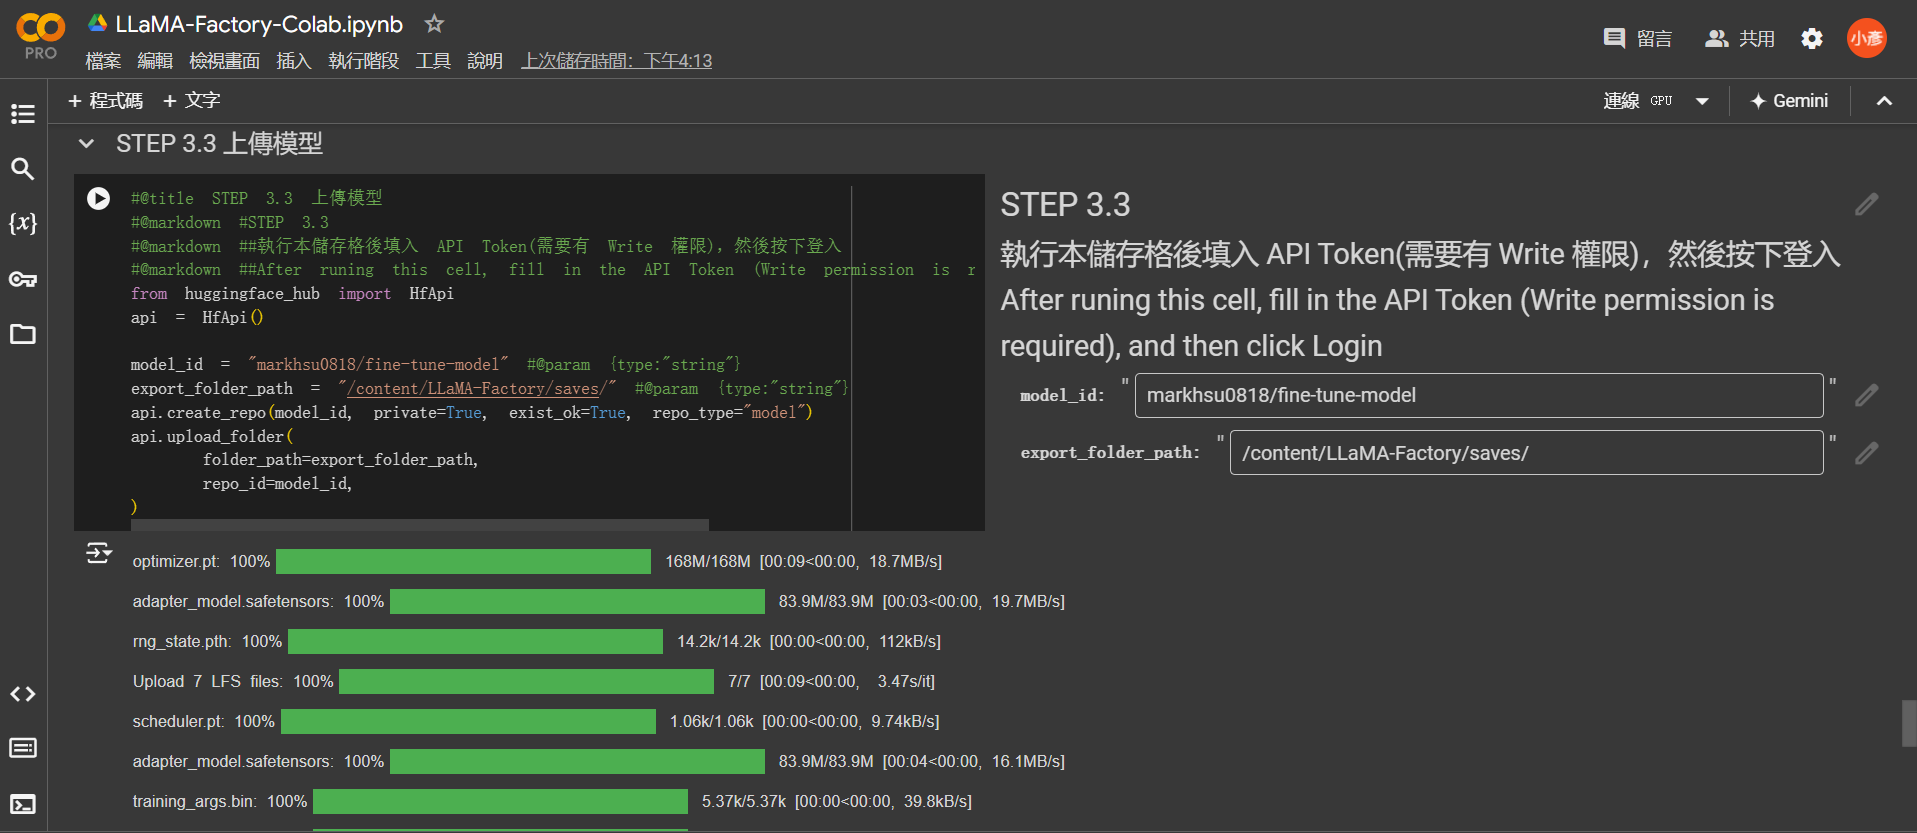 LLaMA-Factory-Colab.ipynb
PRO
檔案 編輯 檢視畫面 插入 執行階段 工具 說明 上次儲存時間：下午4:13
留言 共用 小彥
+ 程式碼 + 文字
連線 GPU Gemini
STEP 3.3 上傳模型
#@title STEP 3.3 上傳模型
#@markdown #STEP 3.3
#@markdown ##執行本儲存格後填入 API Token(需要有 Write 權限)，然後按下登入
#@markdown ##After runing this cell, fill in the API Token (Write permission is r
from huggingface_hub import HfApi
api = HfApi()
model_id = "markhsu0818/fine-tune-model" #@param {type:"string"}
export_folder_path = "/content/LLaMA-Factory/saves/" #@param {type:"string"}
api.create_repo(model_id, private=True, exist_ok=True, repo_type="model")
api.upload_folder(
folder_path=export_folder_path,
repo_id=model_id,
)
STEP 3.3
執行本儲存格後填入 API Token(需要有 Write 權限)，然後按下登入
After runing this cell, fill in the API Token (Write permission is
required), and then click Login
model_id: "markhsu0818/fine-tune-model"
export_folder_path: "/content/LLaMA-Factory/saves/"
optimizer.pt: 100% 168M/168M [00:09<00:00, 18.7MB/s]
adapter_model.safetensors: 100% 83.9M/83.9M [00:03<00:00, 19.7MB/s]
rng_state.pth: 100% 14.2k/14.2k [00:00<00:00, 112kB/s]
Upload 7 LFS files: 100% 7/7 [00:09<00:00, 3.47s/it]
scheduler.pt: 100% 1.06k/1.06k [00:00<00:00, 9.74kB/s]
adapter_model.safetensors: 100% 83.9M/83.9M [00:04<00:00, 16.1MB/s]
training_args.bin: 100% 5.37k/5.37k [00:00<00:00, 39.8kB/s]